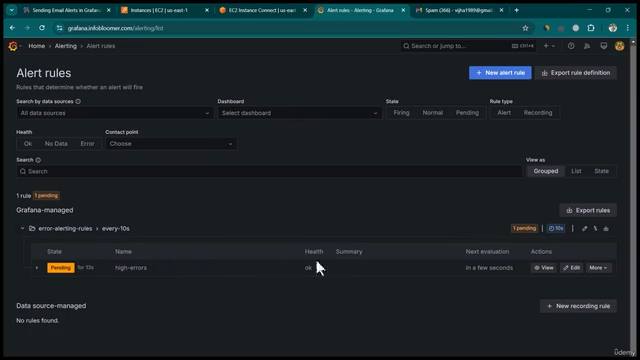 Sending Email Alerts in Grafana
Instances | EC2 | us-east-1
EC2 Instance Connect | us-east
Alert rules - Alerting - Grafana
Spam (366) - vijha1989@gmai
grafana.infobloomer.com/alerting/list
Home > Alerting > Alert rules
Search or jump to...
Alert rules
Rules that determine whether an alert will fire
+ New alert rule
Export rule definition
Search by data sources
Dashboard
State
Rule type
All data sources
Select dashboard
Firing Normal Pending
Alert Recording
Health
Contact point
Ok No Data Error
Choose
Search
View as
Search
Grouped List State
1 rule 1 pending
Grafana-managed
Export rules
error-alerting-rules > every-10s
1 pending
10s
State Name Health Summary Next evaluation Actions
Pending for 13s high-errors ok in a few seconds View Edit More
Data source-managed
+ New recording rule
No rules found.
udemy